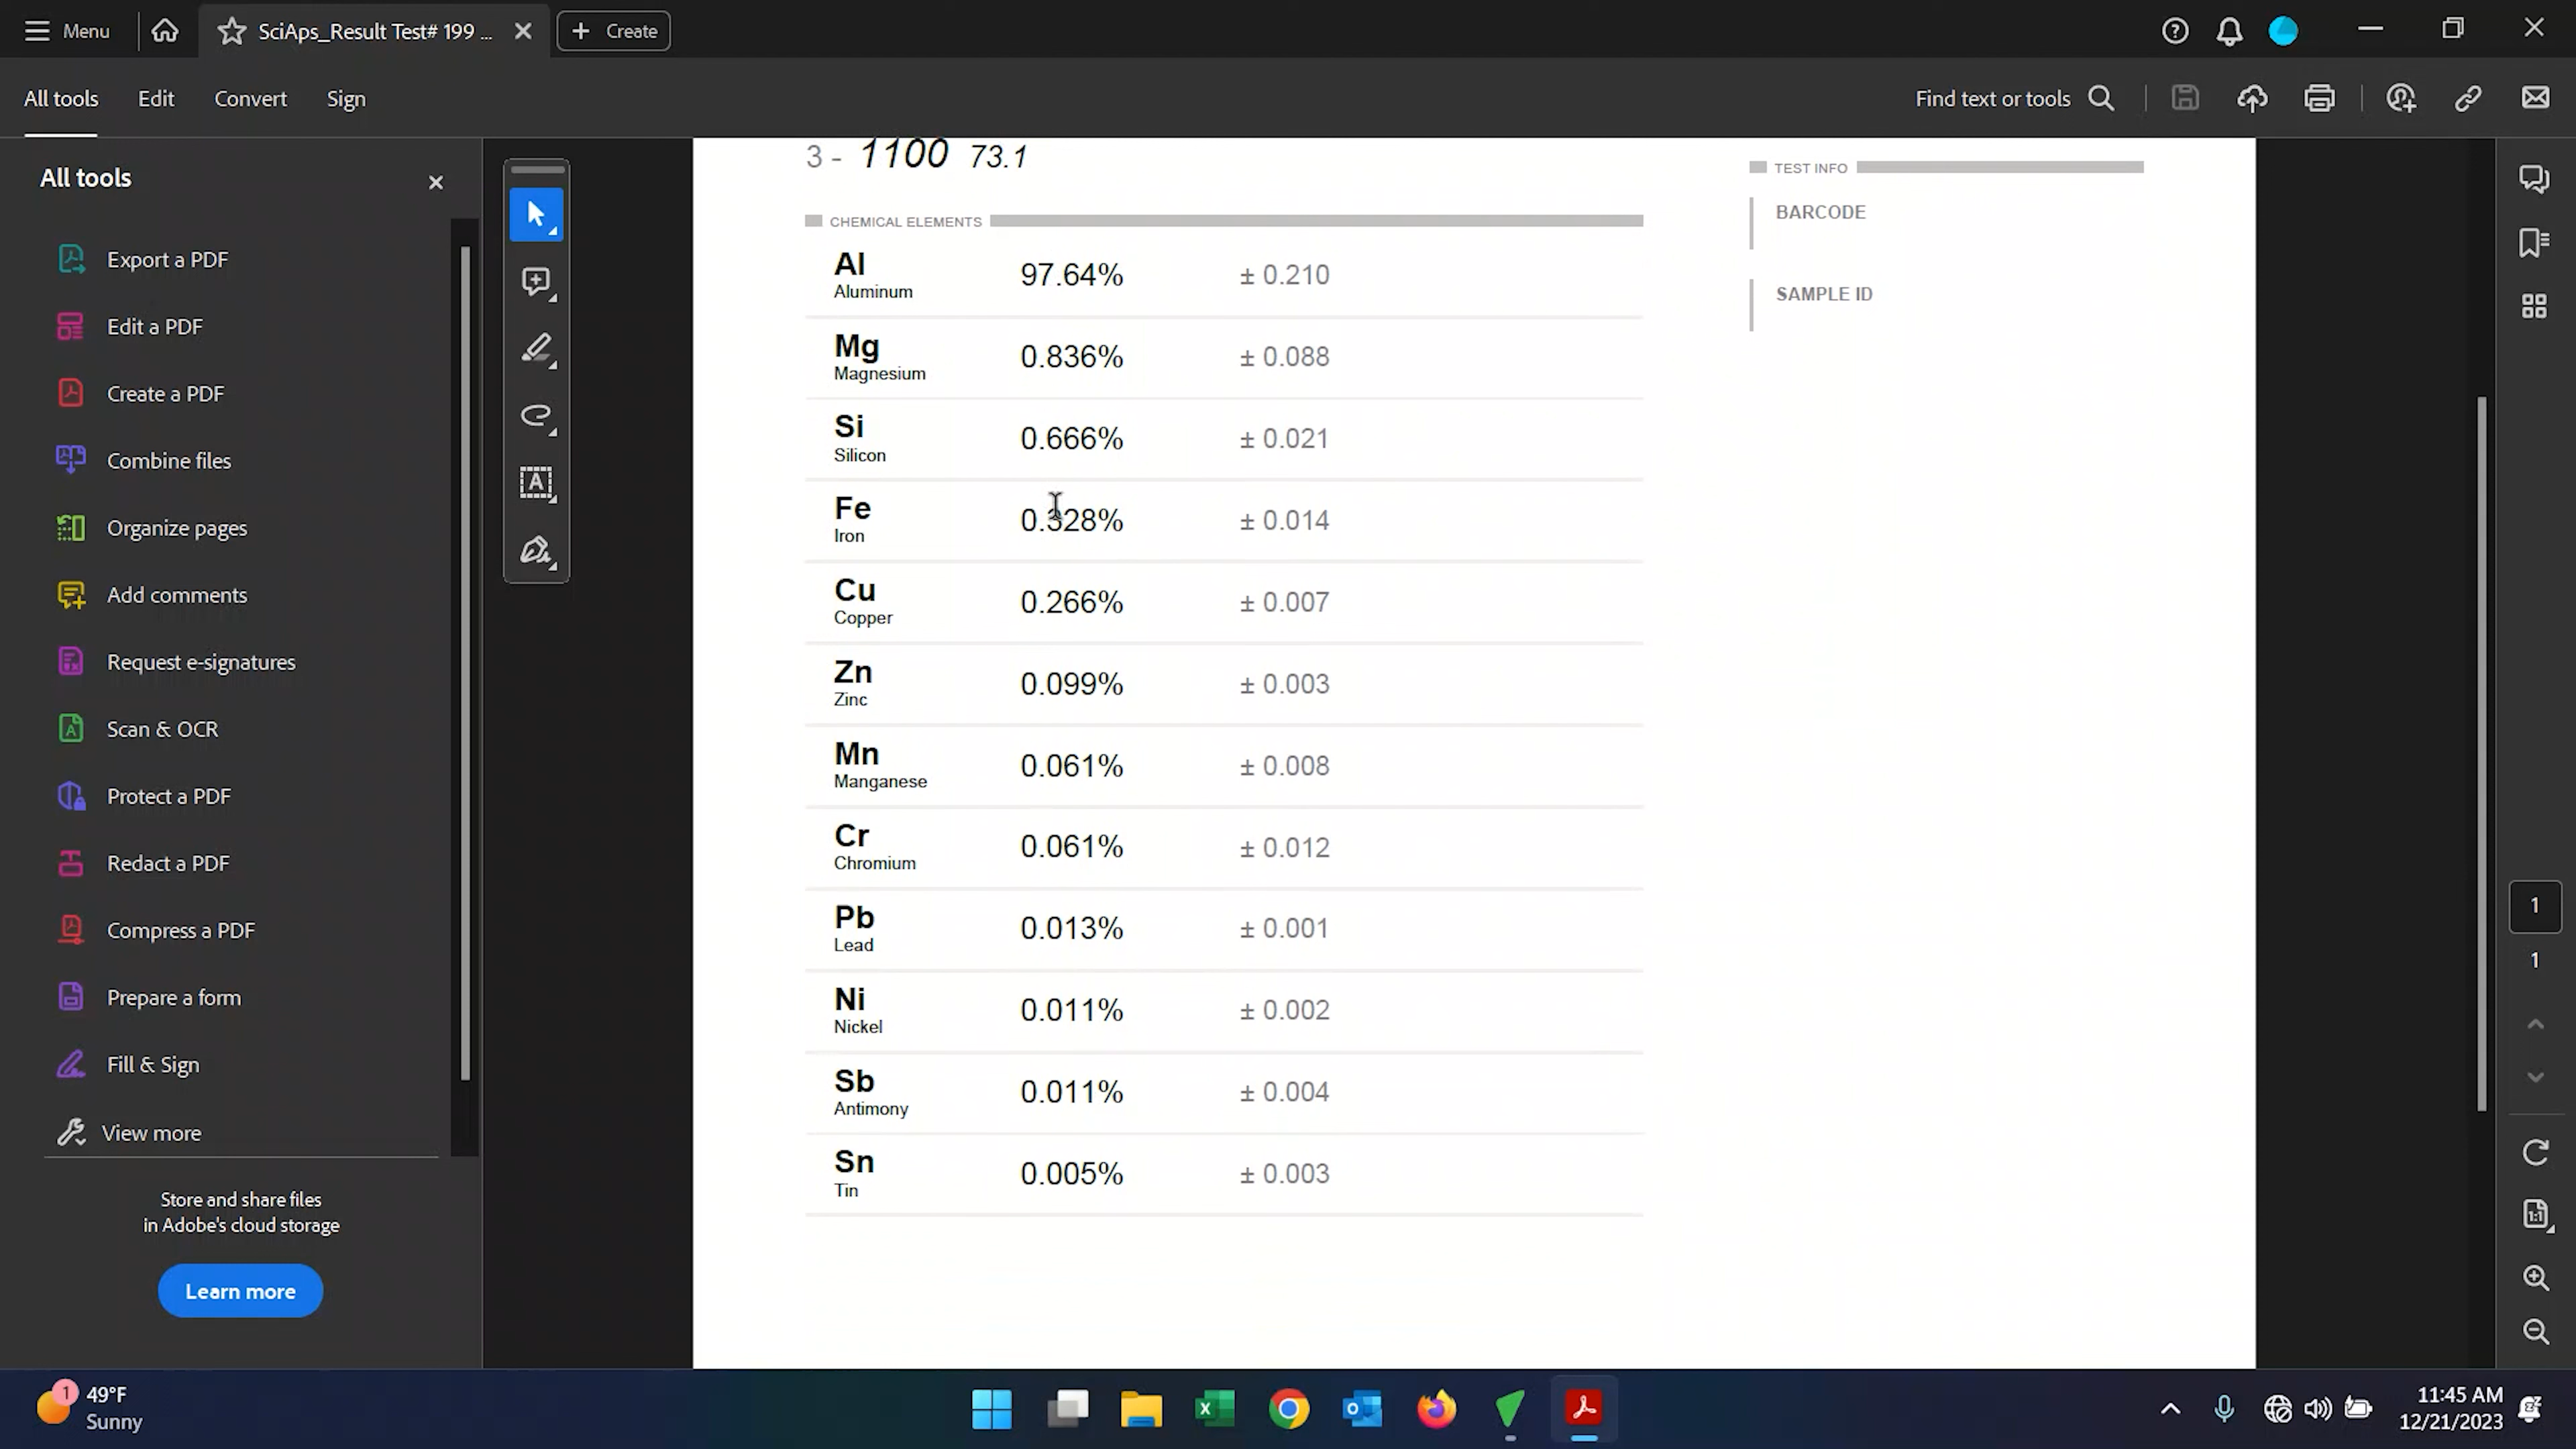 Menu
SciAps_Result Test# 199 ...
Create
All tools
Edit
Convert
Sign
Find text or tools
All tools
Export a PDF
Edit a PDF
Create a PDF
Combine files
Organize pages
Add comments
Request e-signatures
Scan & OCR
Protect a PDF
Redact a PDF
Compress a PDF
Prepare a form
Fill & Sign
View more
Store and share files
in Adobe's cloud storage
Learn more
3 - 1100 73.1
CHEMICAL ELEMENTS
Al 97.64% ± 0.210
Aluminum
Mg 0.836% ± 0.088
Magnesium
Si 0.666% ± 0.021
Silicon
Fe 0.328% ± 0.014
Iron
Cu 0.266% ± 0.007
Copper
Zn 0.099% ± 0.003
Zinc
Mn 0.061% ± 0.008
Manganese
Cr 0.061% ± 0.012
Chromium
Pb 0.013% ± 0.001
Lead
Ni 0.011% ± 0.002
Nickel
Sb 0.011% ± 0.004
Antimony
Sn 0.005% ± 0.003
Tin
TEST INFO
BARCODE
SAMPLE ID
1
1
1:1
1
49°F
Sunny
11:45 AM
12/21/2023